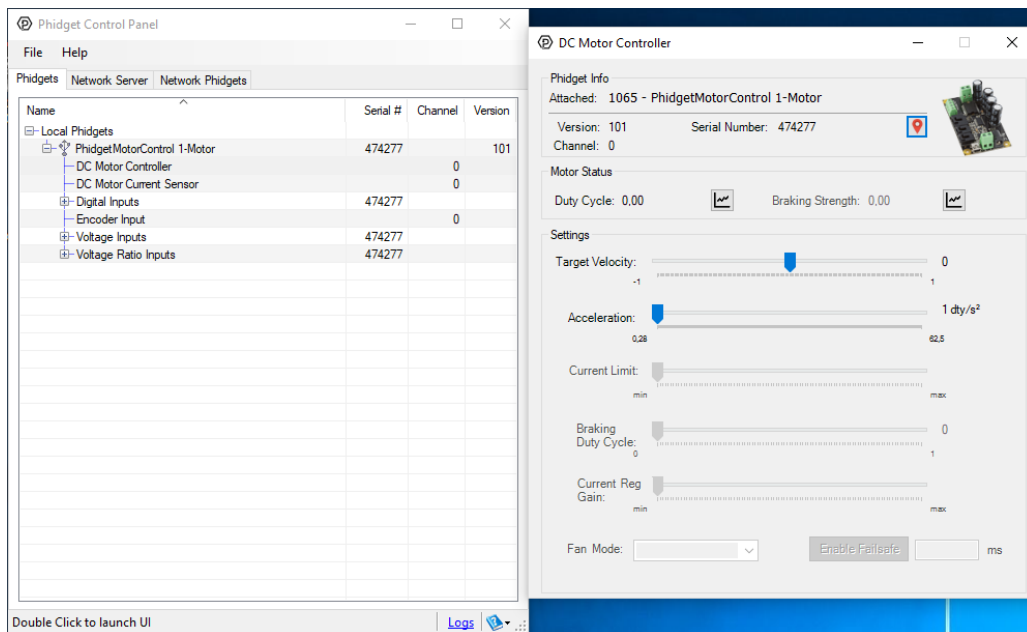 Phidget Control Panel
File Help
Phidgets Network Server Network Phidgets
Name Serial # Channel Version
Local Phidgets
PhidgetMotorControl 1-Motor 474277 101
DC Motor Controller 0
DC Motor Current Sensor 0
Digital Inputs 474277
Encoder Input 0
Voltage Inputs 474277
Voltage Ratio Inputs 474277
Double Click to launch UI Logs
DC Motor Controller
Phidget Info
Attached: 1065 - PhidgetMotorControl 1-Motor
Version: 101 Serial Number: 474277
Channel: 0
Motor Status
Duty Cycle: 0,00 Braking Strength: 0,00
Settings
Target Velocity: 0
-1 1
Acceleration: 1 dty/s²
0,28 62,5
Current Limit:
min max
Braking
Duty Cycle: 0
0 1
Current Reg
Gain:
min max
Fan Mode: Enable Failsafe ms